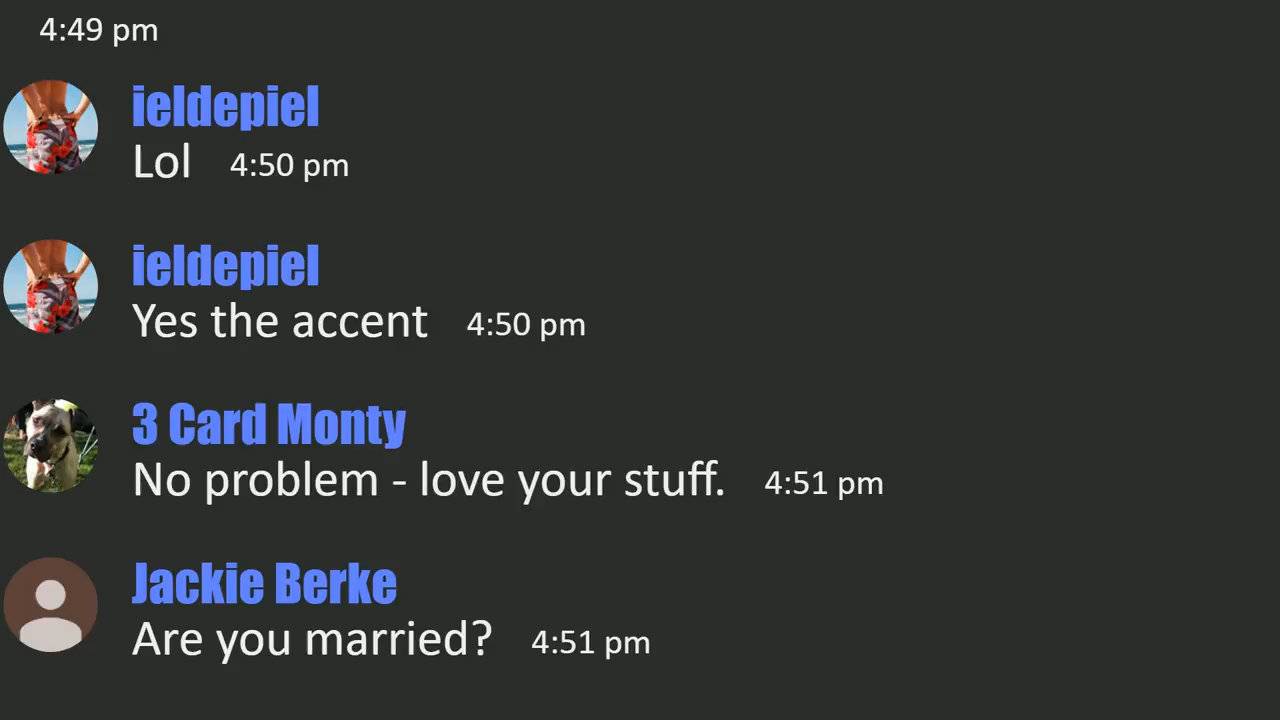 4:49 pm
ieldepiel
Lol 4:50 pm
ieldepiel
Yes the accent 4:50 pm
3 Card Monty
No problem - love your stuff. 4:51 pm
Jackie Berke
Are you married? 4:51 pm